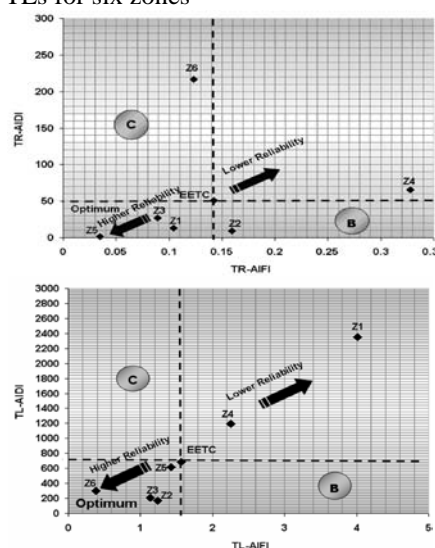 TLs for six zones
300
250
200
150
100
50
0
TR-AIDI
Z6
C
Lower Reliability
Z4
EETC
Optimum
Higher Reliability
Z3
Z1
Z5
Z2
B
0
0.05
0.1
0.15
0.2
0.25
0.3
0.3
TR-AIFI
3000
2800
2600
2400
2200
2000
1800
1600
1400
1200
1000
800
600
400
200
0
TL-AIDI
Z1
C
Lower Reliability
Z4
EETC
Higher Reliability
Z5
Z6
Optimum
Z3
Z2
B
0
1
2
3
4
5
TL-AIFI